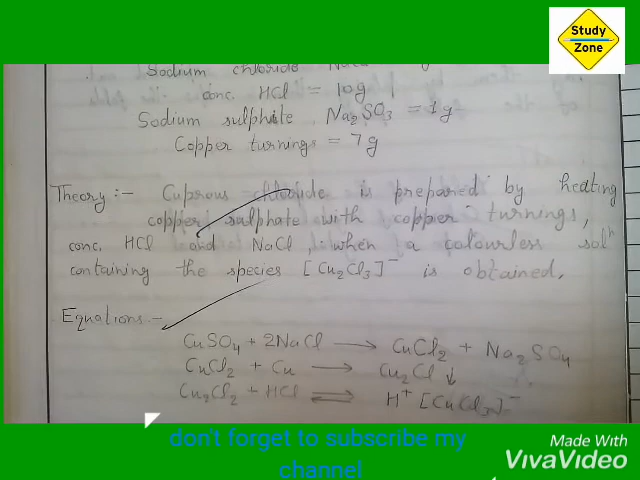 Study
Zone
Sodium chloride NaCl
conc. HCl = 10g
Sodium sulphite Na2SO3 = 1g
Copper turnings = 7g
Theory :- Cuprous chloride is prepared by heating
copper sulphate with copper turnings,
conc. HCl and NaCl, when a colourless solⁿ
containing the species [Cu2Cl3]⁻ is obtained.
Equations :-
CuSO4 + 2NaCl ⟶ CuCl2 + Na2SO4
CuCl2 + Cu ⟶ Cu2Cl ↓
Cu2Cl2 + HCl ⇌ H⁺ [CuCl3]⁻
don't forget to subscribe my
channel
Made With
VivaVideo